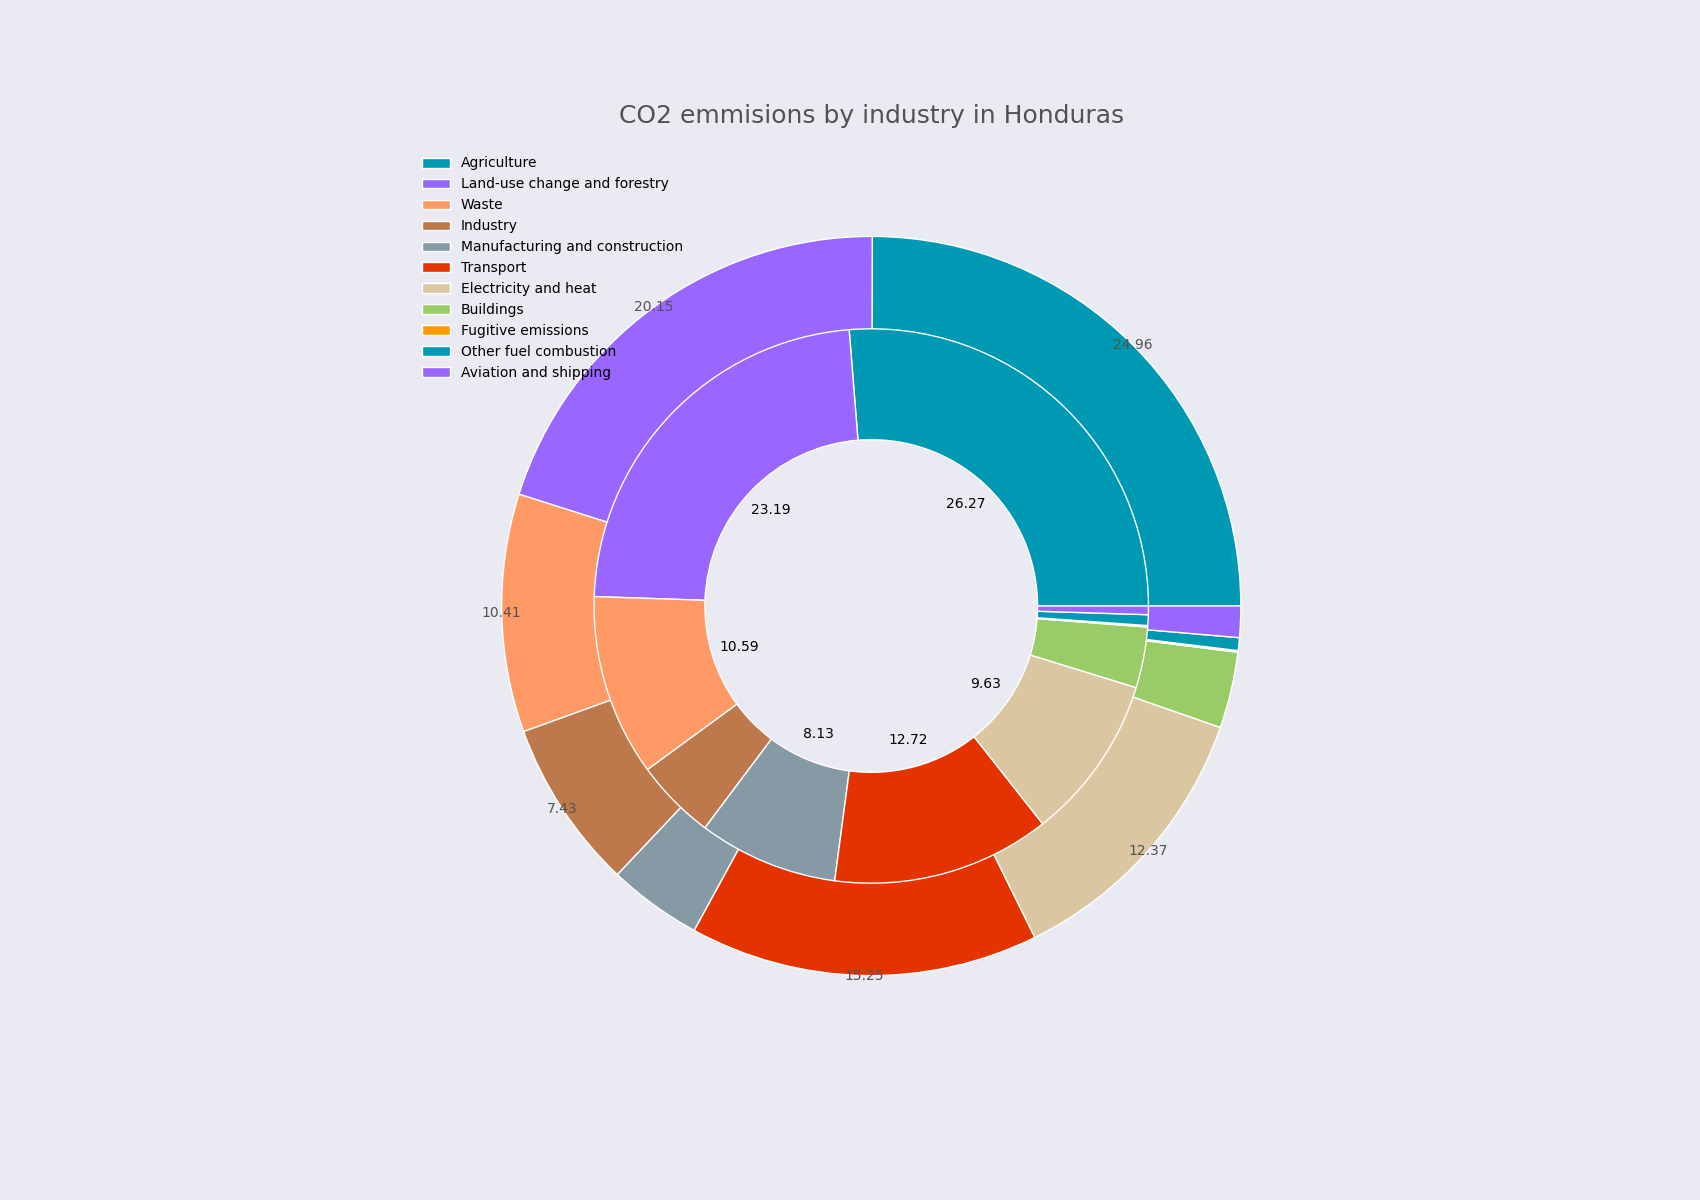 CO2 emmisions by industry in Honduras
Agriculture
Land-use change and forestry
Waste
Industry
Manufacturing and construction
Transport
Electricity and heat
Buildings
Fugitive emissions
Other fuel combustion
Aviation and shipping
20.15
24.96
23.19
26.27
10.41
10.59
9.63
8.13
12.72
7.43
12.37
15.25